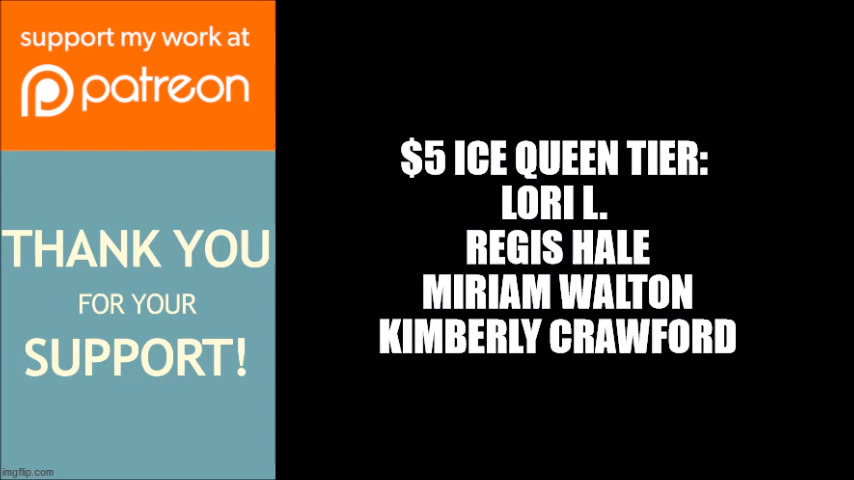 support my work at
patreon
THANK YOU
FOR YOUR
SUPPORT!
$5 ICE QUEEN TIER:
LORI L.
REGIS HALE
MIRIAM WALTON
KIMBERLY CRAWFORD
imgflip.com